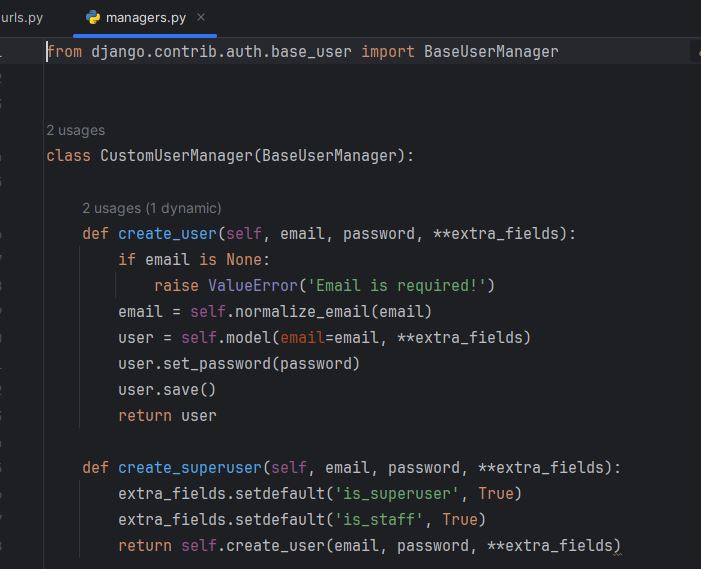 urls.py
managers.py
from django.contrib.auth.base_user import BaseUserManager
2 usages
class CustomUserManager(BaseUserManager):
2 usages (1 dynamic)
def create_user(self, email, password, **extra_fields):
if email is None:
raise ValueError('Email is required!')
email = self.normalize_email(email)
user = self.model(email=email, **extra_fields)
user.set_password(password)
user.save()
return user
def create_superuser(self, email, password, **extra_fields):
extra_fields.setdefault('is_superuser', True)
extra_fields.setdefault('is_staff', True)
return self.create_user(email, password, **extra_fields)